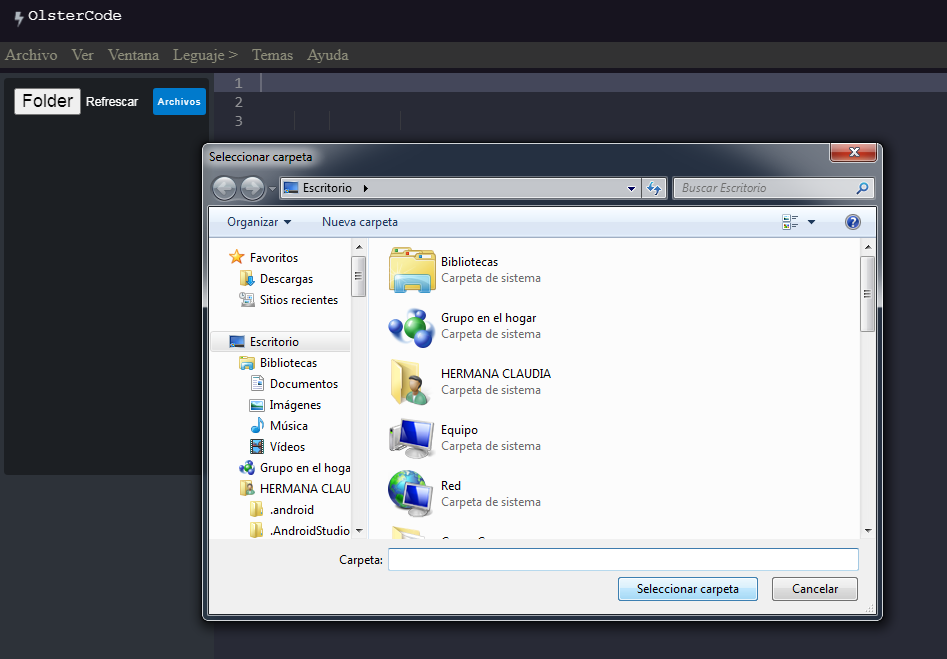 OlsterCode
Archivo Ver Ventana Leguaje > Temas Ayuda
Folder Refrescar Archivos
1
2
3
Seleccionar carpeta
Escritorio
Buscar Escritorio
Organizar Nueva carpeta
Favoritos
Descargas
Sitios recientes
Escritorio
Bibliotecas
Documentos
Imágenes
Música
Vídeos
Grupo en el hoga
HERMANA CLAU
.android
.AndroidStudio
Bibliotecas
Carpeta de sistema
Grupo en el hogar
Carpeta de sistema
HERMANA CLAUDIA
Carpeta de sistema
Equipo
Carpeta de sistema
Red
Carpeta de sistema
Carpeta:
Seleccionar carpeta Cancelar